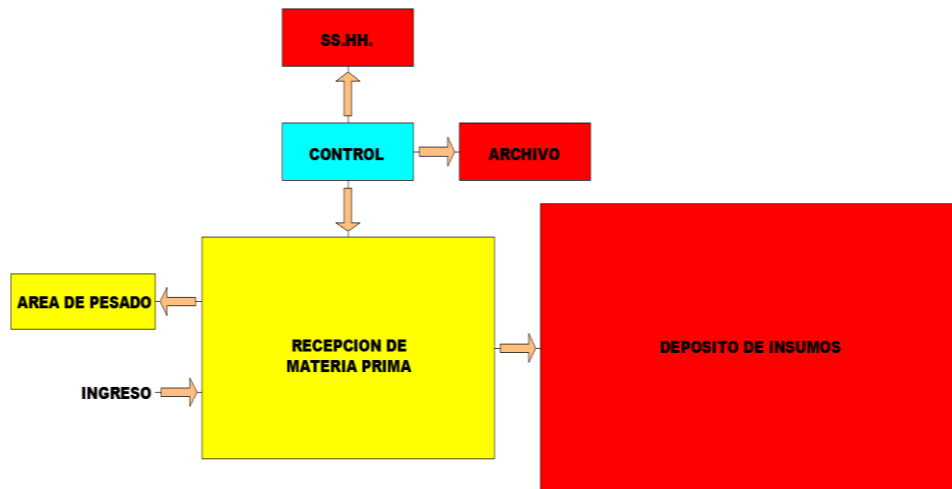 SS.HH.
CONTROL
ARCHIVO
AREA DE PESADO
RECEPCION DE
MATERIA PRIMA
DEPOSITO DE INSUMOS
INGRESO